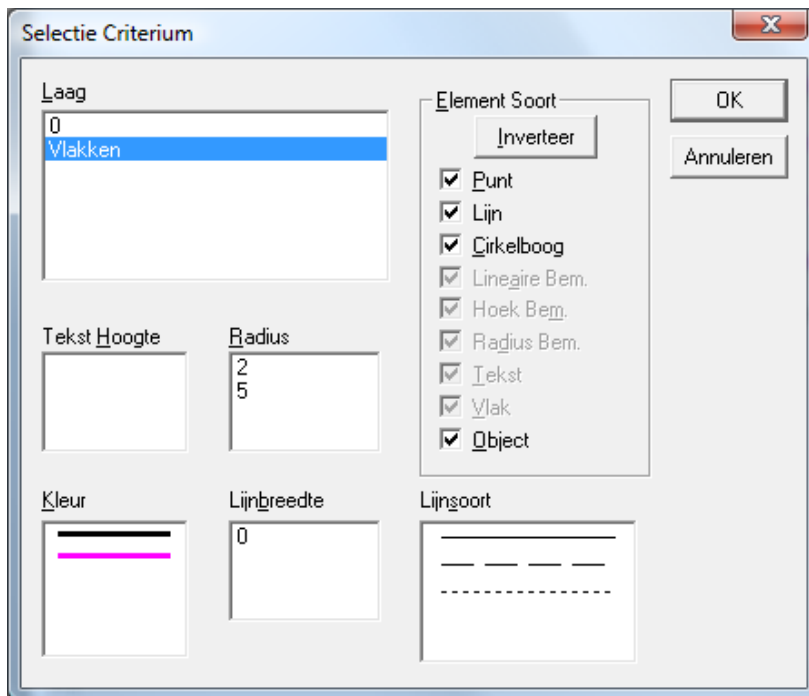 Selectie Criterium
Laag
0
Vlakken
Element Soort
Inverteer
Punt
Lijn
Cirkelboog
Lineaire Bem.
Hoek Bem.
Radius Bem.
Tekst
Vlak
Object
OK
Annuleren
Tekst Hoogte
Radius
2
5
Kleur
Lijnbreedte
0
Lijnsoort